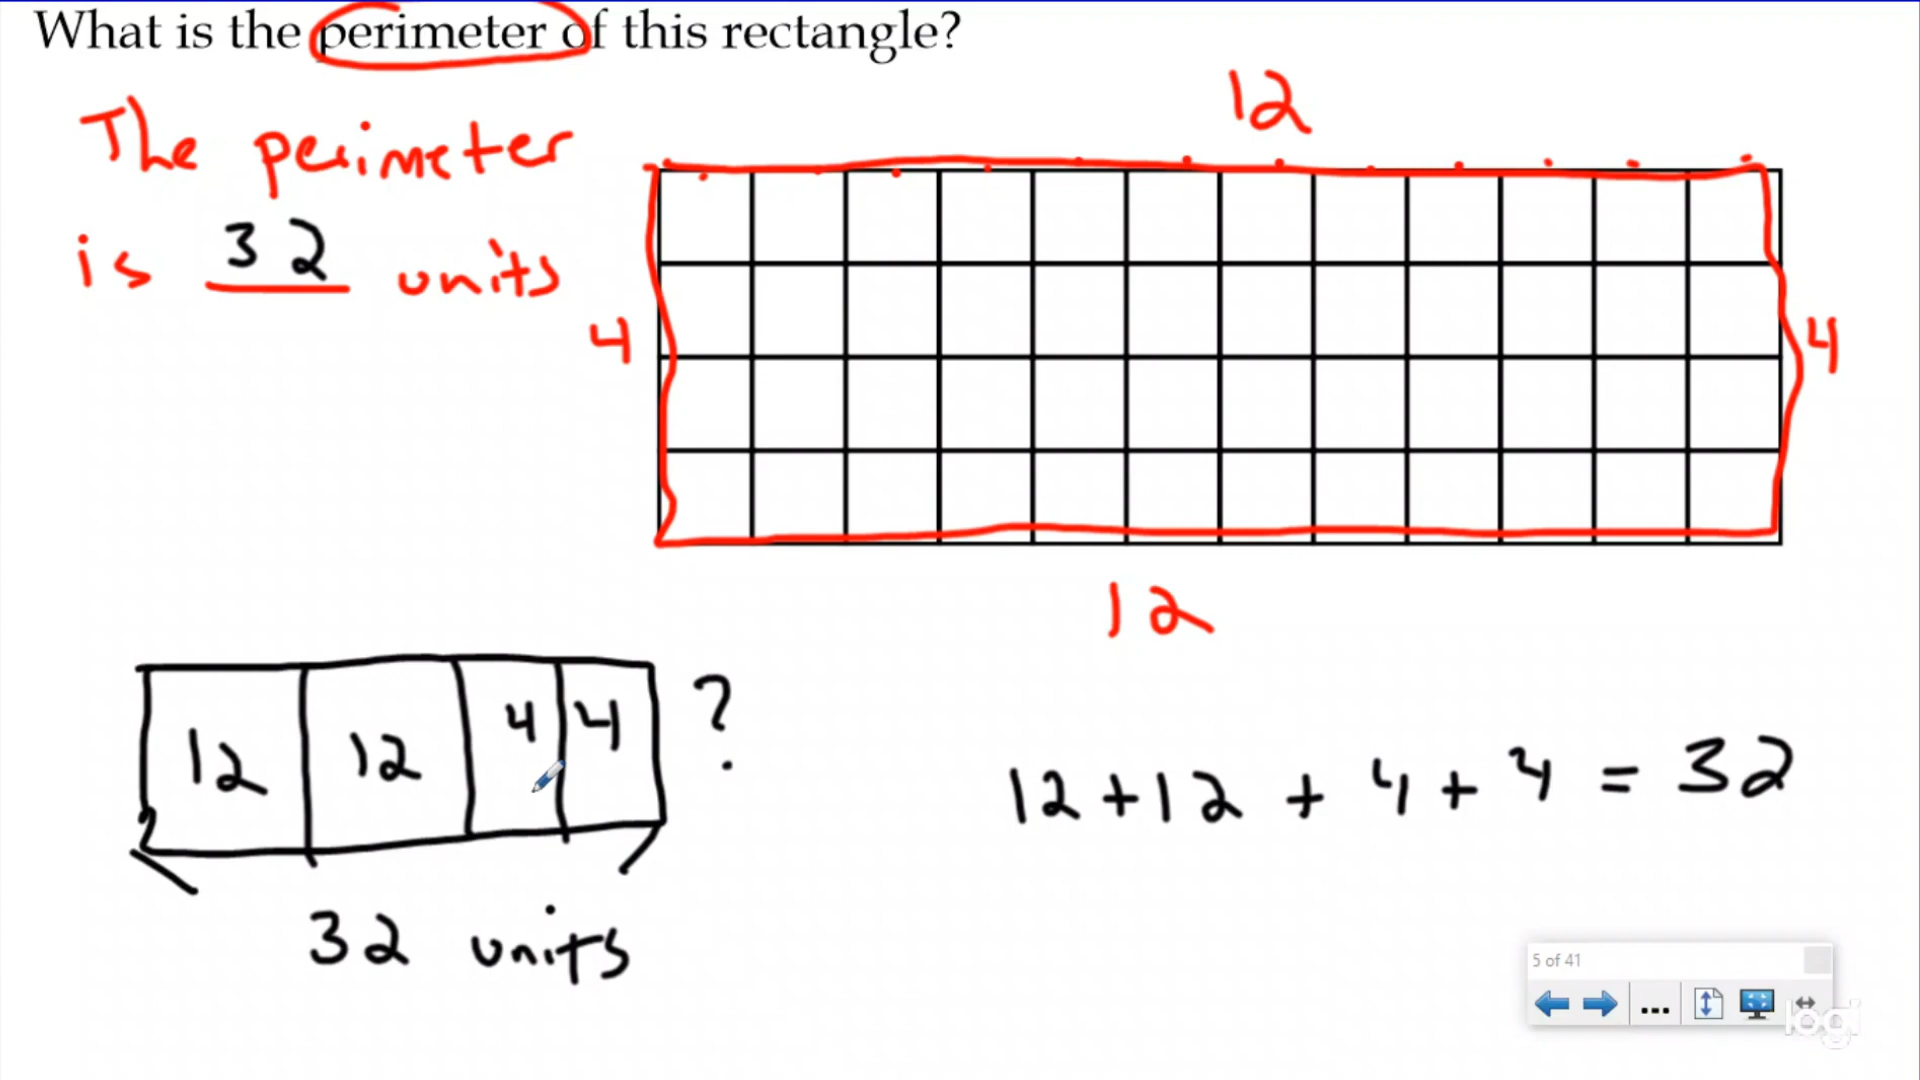 What is the perimeter of this rectangle?
The perimeter
is 32 units
12
4
4
12
12 12 4 4 ?
12+12 + 4 + 4 = 32
32 units
5 of 41
...
logi